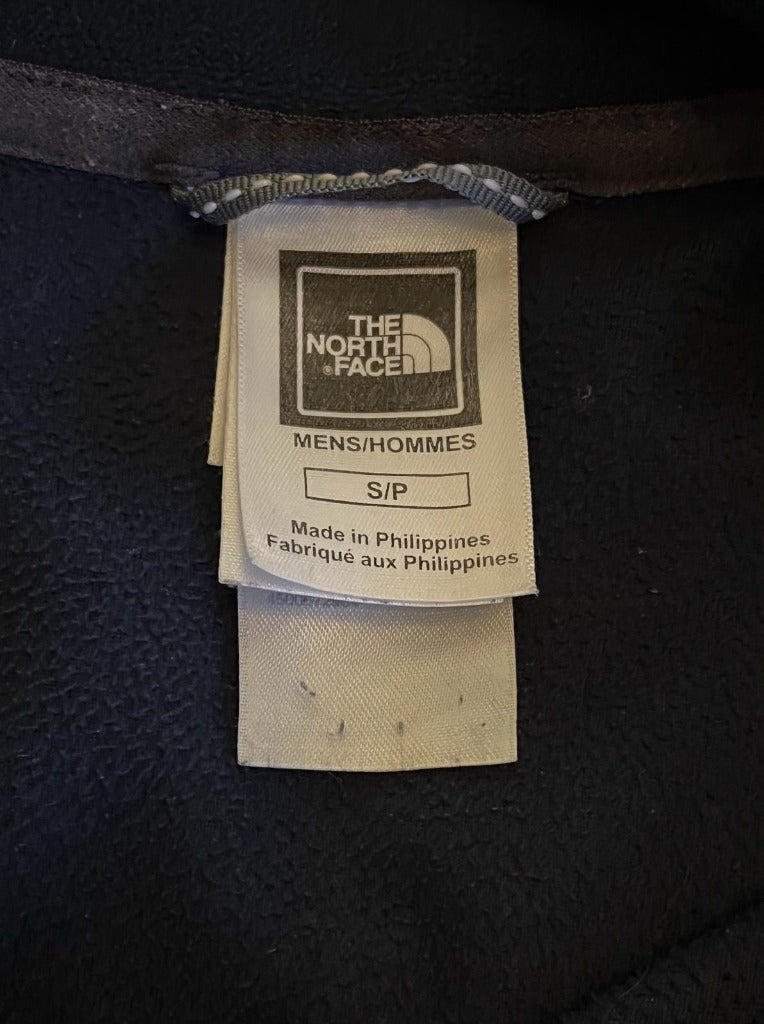 THE
NORTH
FACE
MENS/HOMMES
S/P
Made in Philippines
Fabriqué aux Philippines